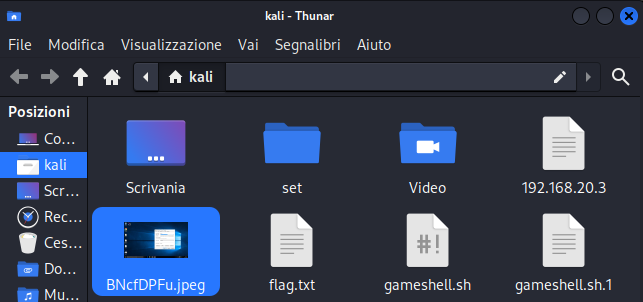 kali - Thunar
File Modifica Visualizzazione Vai Segnalibri Aiuto
kali
Posizioni
Co...
kali
Scr...
Rec...
Ces...
Do...
Mu...
Scrivania set Video 192.168.20.3
BNcfDPFu.jpeg flag.txt gameshell.sh gameshell.sh.1
#!